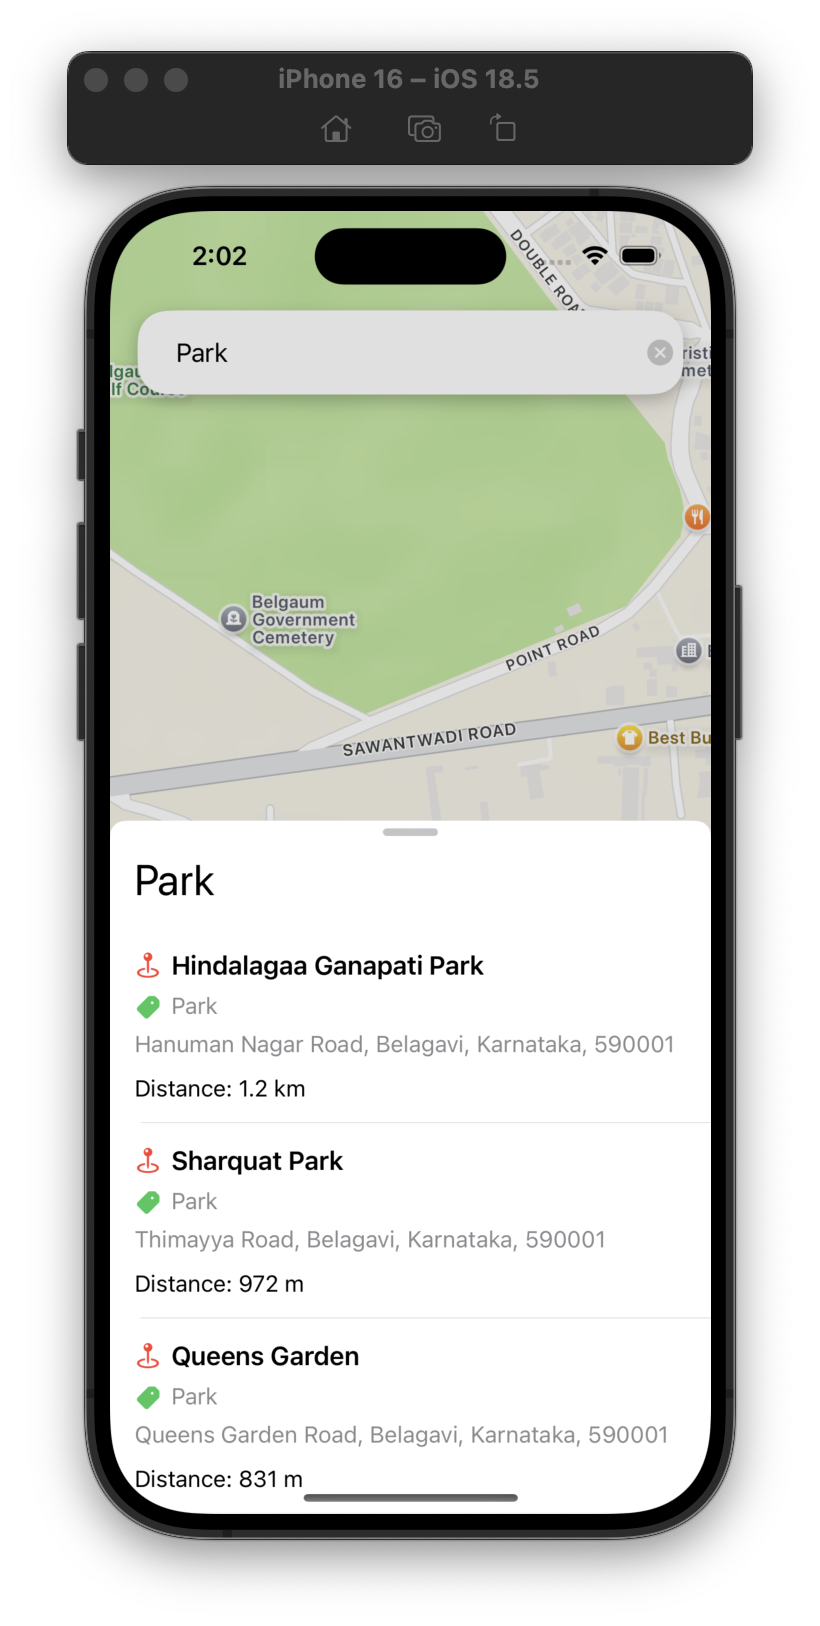 iPhone 16 – iOS 18.5
2:02
DOUBLE ROA
Park
risti
met
lgau
lf Course
Belgaum
Government
Cemetery
POINT ROAD
SAWANTWADI ROAD
Best Bu
Park
Hindalagaa Ganapati Park
Park
Hanuman Nagar Road, Belagavi, Karnataka, 590001
Distance: 1.2 km
Sharquat Park
Park
Thimayya Road, Belagavi, Karnataka, 590001
Distance: 972 m
Queens Garden
Park
Queens Garden Road, Belagavi, Karnataka, 590001
Distance: 831 m